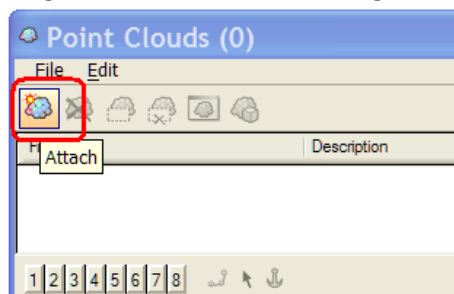 Point Clouds (0)
File Edit
Attach
Description
1 2 3 4 5 6 7 8